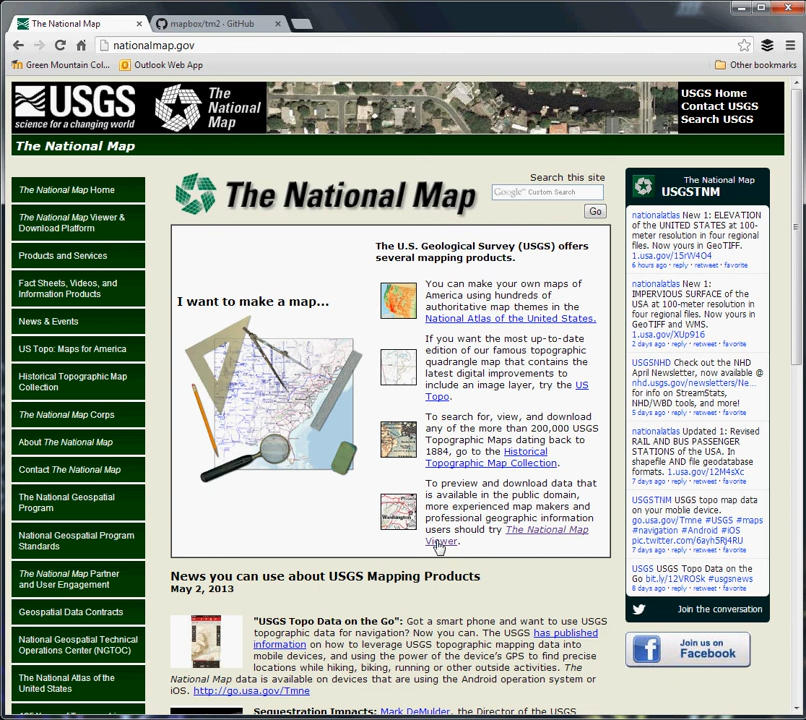 The National Map
mapbox/tm2 · GitHub
nationalmap.gov
Green Mountain Col...
Outlook Web App
Other bookmarks
USGS
science for a changing world
The
National
Map
USGS Home
Contact USGS
Search USGS
The National Map
The National Map Home
The National Map Viewer &
Download Platform
Products and Services
Fact Sheets, Videos, and
Information Products
News & Events
US Topo: Maps for America
Historical Topographic Map
Collection
The National Map Corps
About The National Map
Contact The National Map
The National Geospatial
Program
National Geospatial Program
Standards
The National Map Partner
and User Engagement
Geospatial Data Contracts
National Geospatial Technical
Operations Center (NGTOC)
The National Atlas of the
United States
The National Map
Search this site
Google™ Custom Search
Go
The U.S. Geological Survey (USGS) offers
several mapping products.
I want to make a map...
You can make your own maps of
America using hundreds of
authoritative map themes in the
National Atlas of the United States.
If you want the most up-to-date
edition of our famous topographic
quadrangle map that contains the
latest digital improvements to
include an image layer, try the US
Topo.
To search for, view, and download
any of the more than 200,000 USGS
Topographic Maps dating back to
1884, go to the Historical
Topographic Map Collection.
To preview and download data that
is available in the public domain,
more experienced map makers and
professional geographic information
users should try The National Map
Viewer.
Washington
News you can use about USGS Mapping Products
May 2, 2013
"USGS Topo Data on the Go": Got a smart phone and want to use USGS
topographic data for navigation? Now you can. The USGS has published
information on how to leverage USGS topographic mapping data into
mobile devices, and using the power of the device's GPS to find precise
locations while hiking, biking, running or other outside activities. The
National Map data is available on devices that are using the Android operation system or
iOS. http://go.usa.gov/Tmne
Sequestration Impacts: Mark DeMulder, the Director of the USGS
The National Map
USGSTNM
nationalatlas New 1: ELEVATION
of the UNITED STATES at 100-
meter resolution in four regional
files. Now yours in GeoTIFF.
1.usa.gov/15rW4O4
6 hours ago · reply · retweet · favorite
nationalatlas New 1:
IMPERVIOUS SURFACE of the
USA at 100-meter resolution in
four regional files. Now yours in
GeoTIFF and WMS.
1.usa.gov/XUp916
2 days ago · reply · retweet · favorite
USGSNHD Check out the NHD
April Newsletter, now available @
nhd.usgs.gov/newsletters/Ne...
for info on StreamStats,
NHD/WBD tools, and more!
5 days ago · reply · retweet · favorite
nationalatlas Updated 1: Revised
RAIL AND BUS PASSENGER
STATIONS of the USA. In
shapefile AND file geodatabase
formats. 1.usa.gov/12M4sXc
7 days ago · reply · retweet · favorite
USGSTNM USGS topo map data
on your moblie device.
go.usa.gov/Tmne #USGS #maps
#navigation #Android #iOS
pic.twitter.com/6ayh5Rj4RU
7 days ago · reply · retweet · favorite
USGS USGS Topo Data on the
Go bit.ly/12VROSk #usgsnews
8 days ago · reply · retweet · favorite
Join the conversation
Join us on
Facebook